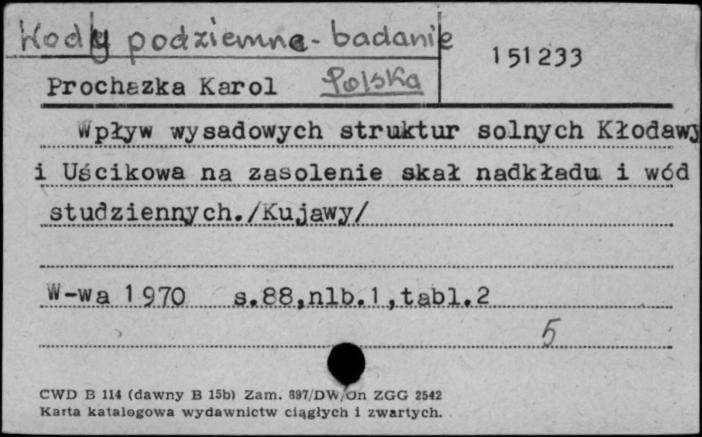 Wody podziemne - badanie
151233
Prochazka Karol Polska
Wpływ wysadowych struktur solnych Kłodawy
i Uścikowa na zasolenie skał nadkładu i wód
studziennych./Kujawy/
W-wa 1970 s.88,nlb.1,tabl.2
5
CWD B 114 (dawny B 15b) Zam. 897/DW/On ZGG 2542
Karta katalogowa wydawnictw ciągłych i zwartych.